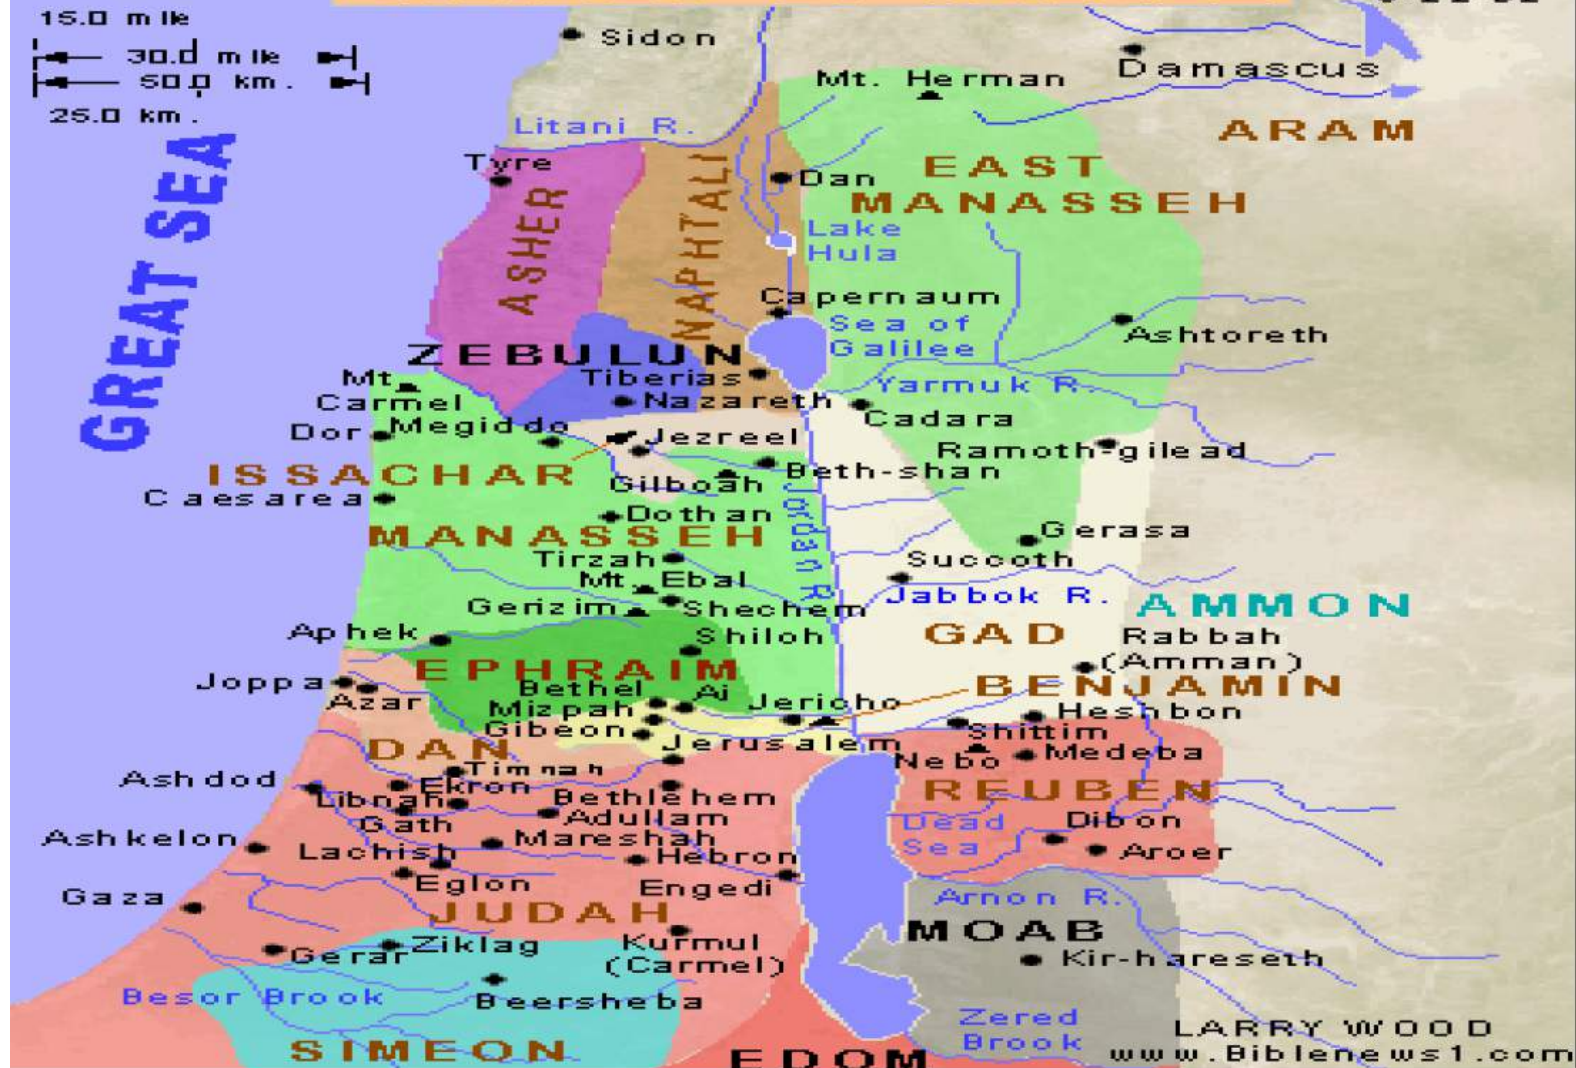 15.0 mile
30.0 mile
50.0 km.
25.0 km.
Sidon
Mt. Herman
Damascus
Litani R.
ARAM
Tyre
EAST
MANASSEH
Dan
GREAT SEA
ASHER
NAPHTALI
Lake
Hula
Capernaum
Sea of
Galilee
Ashtoreth
ZEBULUN
Mt.
Carmel
Tiberias
Yarmuk R.
Nazareth
Cadara
Dor
Megiddo
Jezreel
Ramoth-gilead
ISSACHAR
Beth-shan
Gilboah
Caesarea
Dothan
Jordan R.
MANASSEH
Gerasa
Tirzah
Succoth
Mt. Ebal
Jabbok R.
AMMON
Gerizim
Shechem
Aphek
Shiloh
GAD
Rabbah
(Amman)
EPHRAIM
Joppa
Azar
Bethel
Ai
Jericho
BENJAMIN
Mizpah
Heshbon
Gibeon
Shittim
DAN
Jerusalem
Nebo
Medeba
Timnah
Ashdod
Ekron
REUBEN
Libnah
Bethlehem
Gath
Adullam
Dead
Sea
Dibon
Ashkelon
Mareshah
Lachish
Hebron
Aroer
Eglon
Engedi
Gaza
Arnon R.
JUDAH
MOAB
Ziklag
Kurmul
(Carmel)
Gerar
Kir-hareseth
Besor Brook
Beersheba
Zered
Brook
SIMEON
EDOM
LARRY WOOD
www.Biblenews1.com